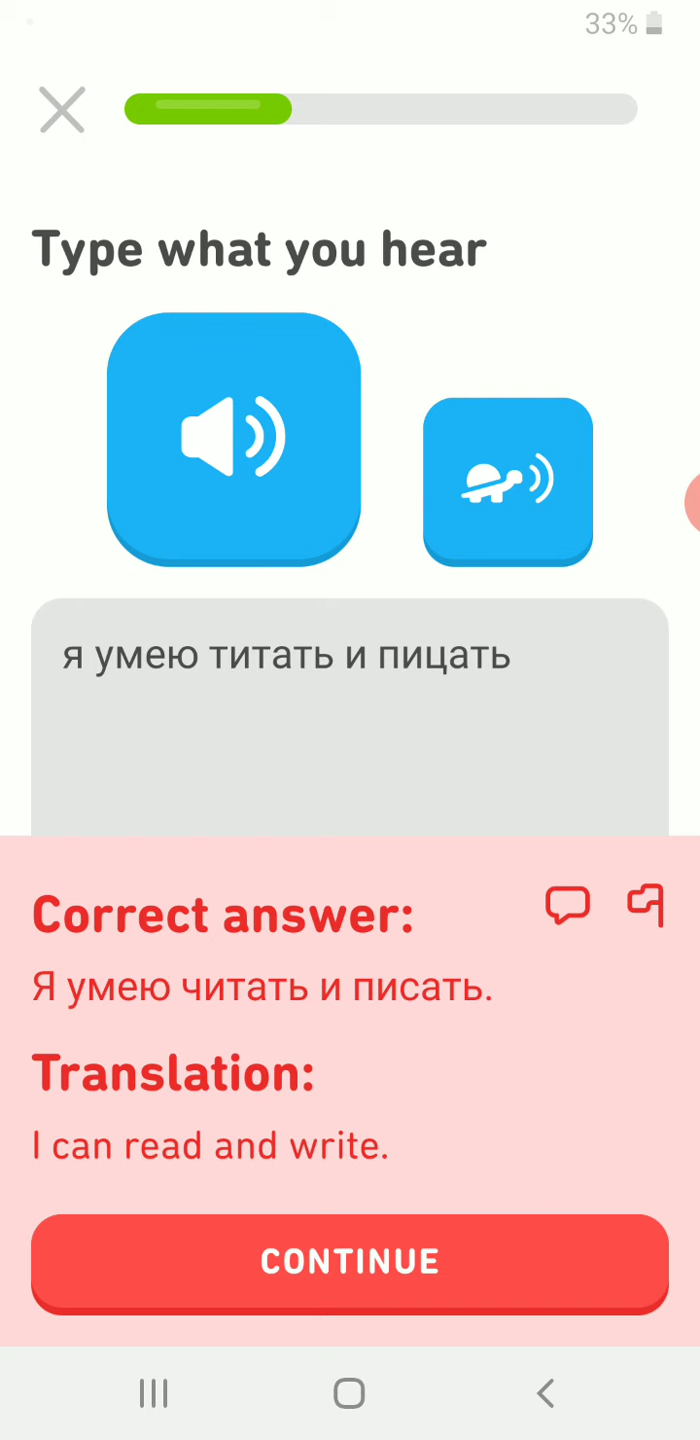 33%
Type what you hear
я умею титать и пицать
Correct answer:
Я умею читать и писать.
Translation:
I can read and write.
CONTINUE